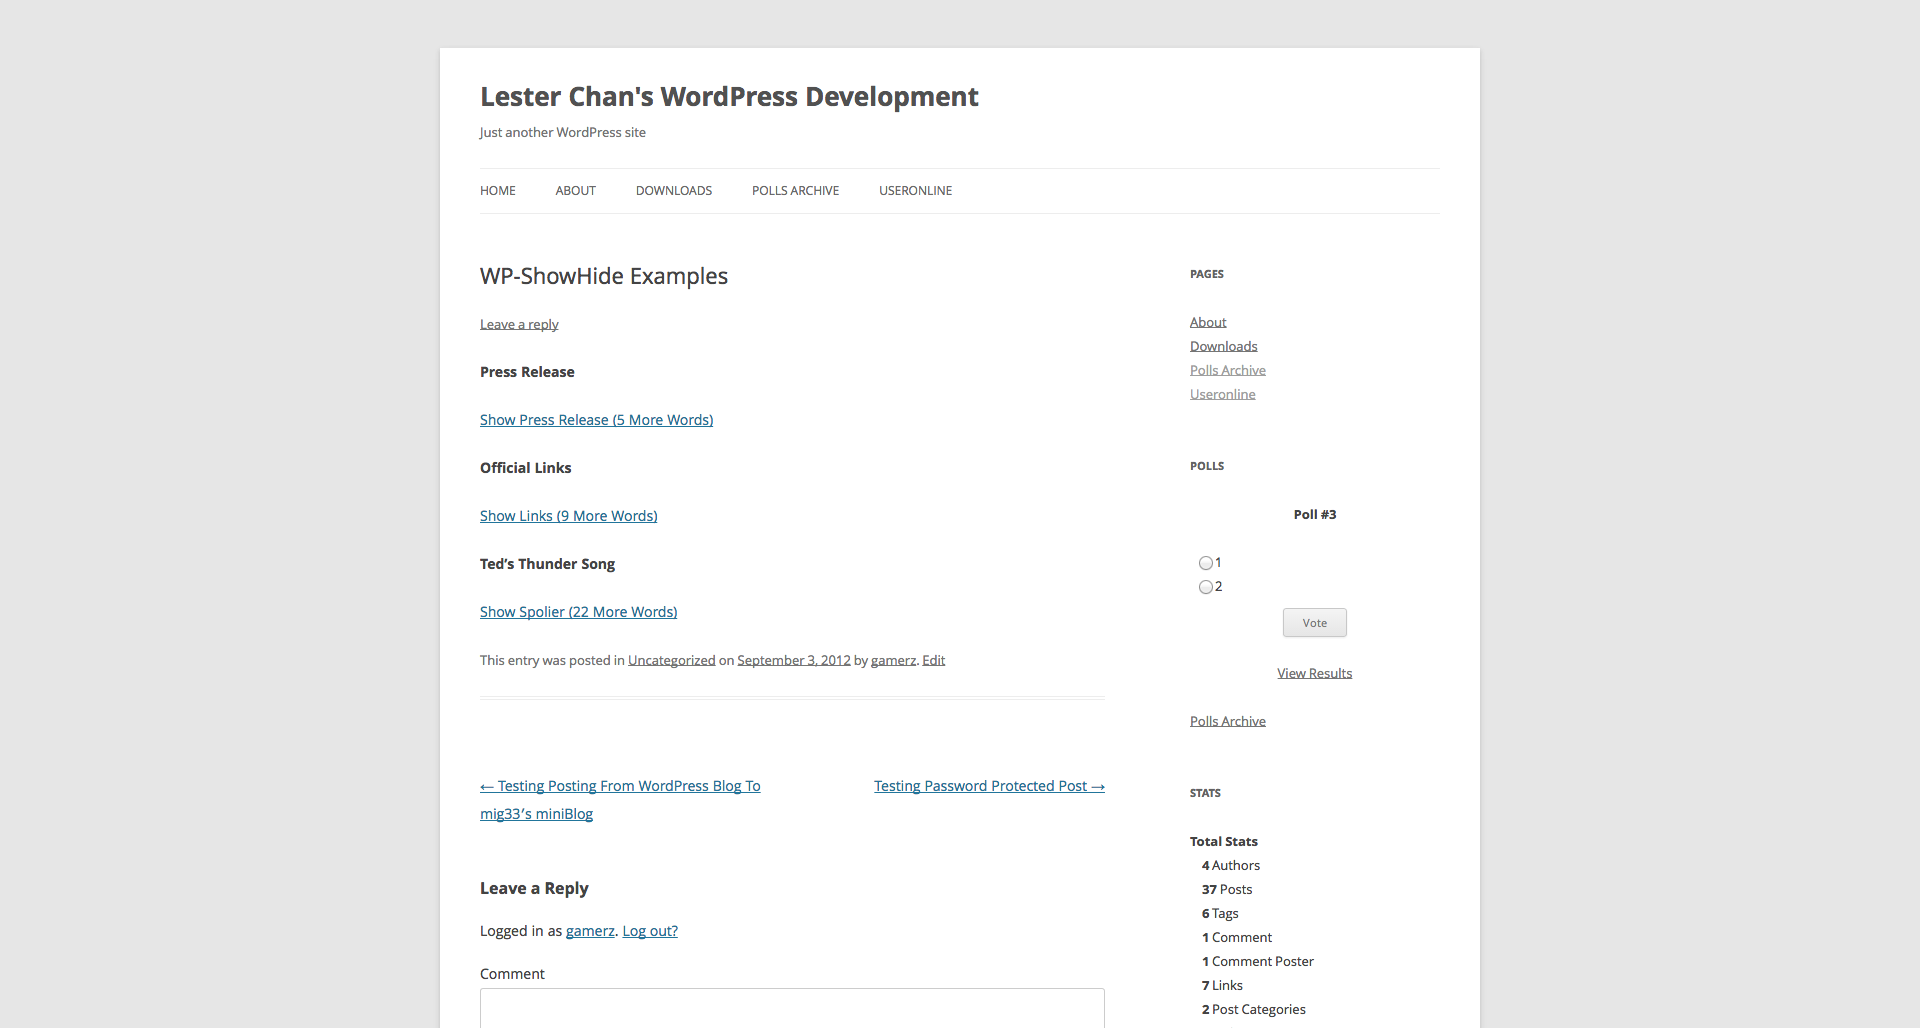 Lester Chan's WordPress Development
Just another WordPress site
HOME ABOUT DOWNLOADS POLLS ARCHIVE USERONLINE
WP-ShowHide Examples
Leave a reply
Press Release
Show Press Release (5 More Words)
Official Links
Show Links (9 More Words)
Ted’s Thunder Song
Show Spolier (22 More Words)
This entry was posted in Uncategorized on September 3, 2012 by gamerz. Edit
← Testing Posting From WordPress Blog To
mig33′s miniBlog
Testing Password Protected Post →
Leave a Reply
Logged in as gamerz. Log out?
Comment
PAGES
About
Downloads
Polls Archive
Useronline
POLLS
Poll #3
1
2
Vote
View Results
Polls Archive
STATS
Total Stats
4 Authors
37 Posts
6 Tags
1 Comment
1 Comment Poster
7 Links
2 Post Categories